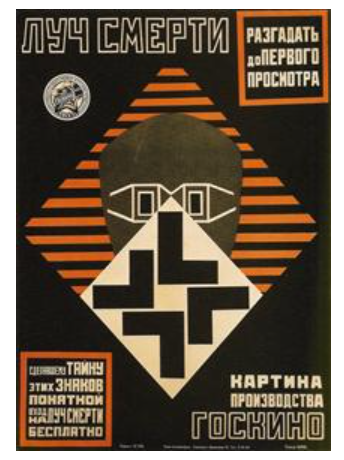 ЛУЧ СМЕРТИ
РАЗГАДАТЬ
до ПЕРВОГО
ПРОСМОТРА
СДЕЛАВШЕМУ ТАЙНУ
ЭТИХ ЗНАКОВ
ПОНЯТНОЙ
ВХОД
НА ЛУЧ СМЕРТИ
БЕСПЛАТНО
КАРТИНА
ПРОИЗВОДСТВА
ГОСКИНО